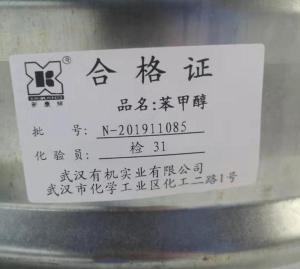 ®
合格证
品名:苯甲醇
批 号: N-201911085
化验员: 检 31
武汉有机实业有限公司
武汉市化学工业区化工二路1号